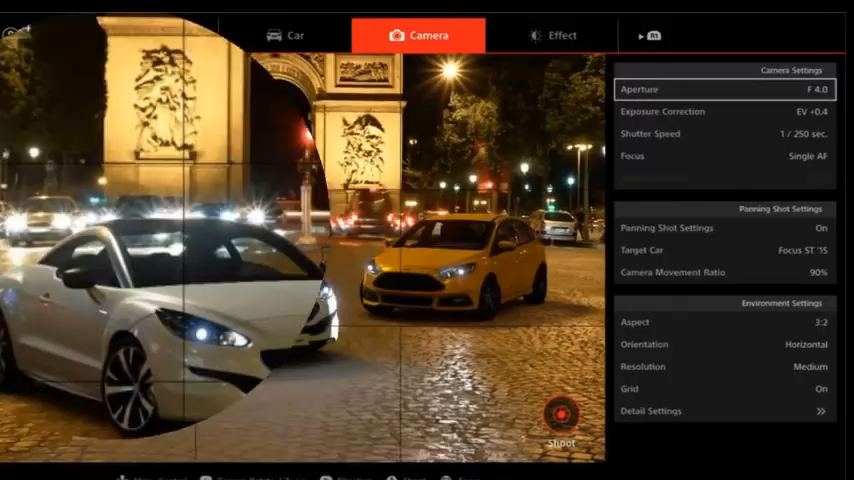 Car
Camera
Effect
R1
Camera Settings
Aperture F 4.0
Exposure Correction EV +0.4
Shutter Speed 1 / 250 sec.
Focus Single AF
Panning Shot Settings
Panning Shot Settings On
Target Car Focus ST '15
Camera Movement Ratio 90%
Environment Settings
Aspect 3:2
Orientation Horizontal
Resolution Medium
Grid On
Detail Settings »
Shoot